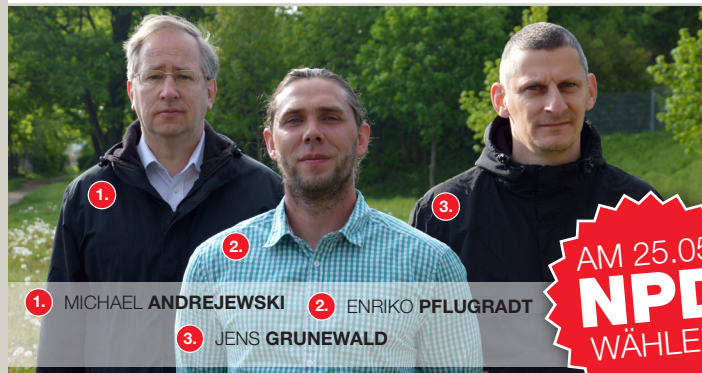 1.
2.
3.
AM 25.05
NPD
WÄHLE
1. MICHAEL ANDREJEWSKI 2. ENRIKO PFLUGRADT
3. JENS GRUNEWALD